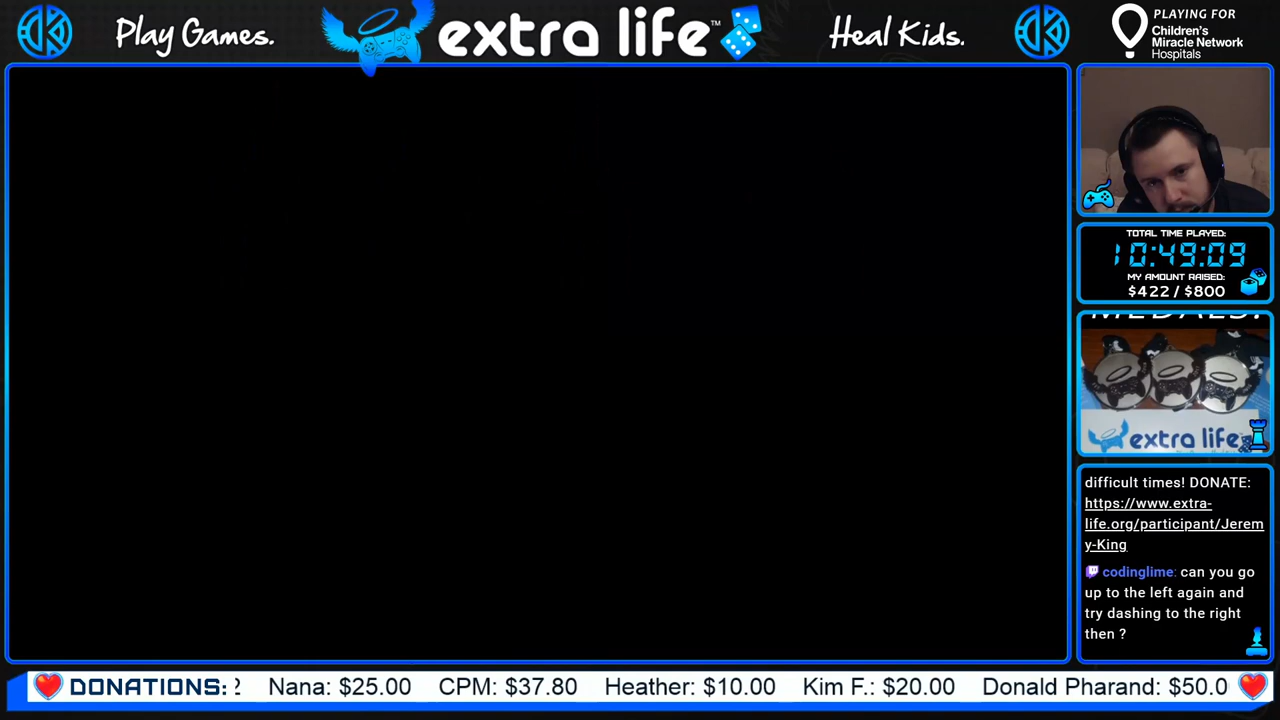 Play Games.
extra life™
Heal Kids.
PLAYING FOR
Children's
Miracle Network
Hospitals
TOTAL TIME PLAYED:
10:49:09
MY AMOUNT RAISED:
$422 / $800
MEDALS!
extra life
difficult times! DONATE:
https://www.extra-
life.org/participant/Jerem
y-King
codinglime: can you go
up to the left again and
try dashing to the right
then ?
DONATIONS: 2 Nana: $25.00 CPM: $37.80 Heather: $10.00 Kim F.: $20.00 Donald Pharand: $50.0